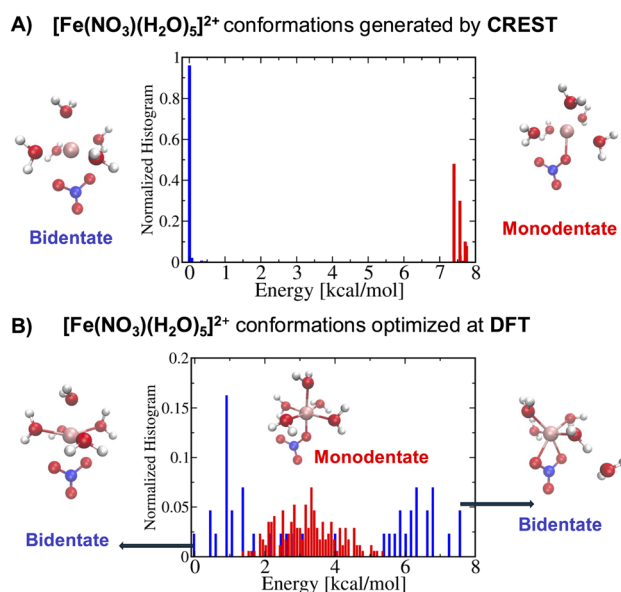 A) [Fe(NO₃)(H₂O)₅]²⁺ conformations generated by CREST
Normalized Histogram
1
0.8
0.6
0.4
0.2
0
0 1 2 3 4 5 6 7 8
Energy [kcal/mol]
Bidentate
Monodentate
B) [Fe(NO₃)(H₂O)₅]²⁺ conformations optimized at DFT
Normalized Histogram
0.2
0.15
0.1
0.05
0
0 2 4 6 8
Energy [kcal/mol]
Monodentate
Bidentate
Bidentate